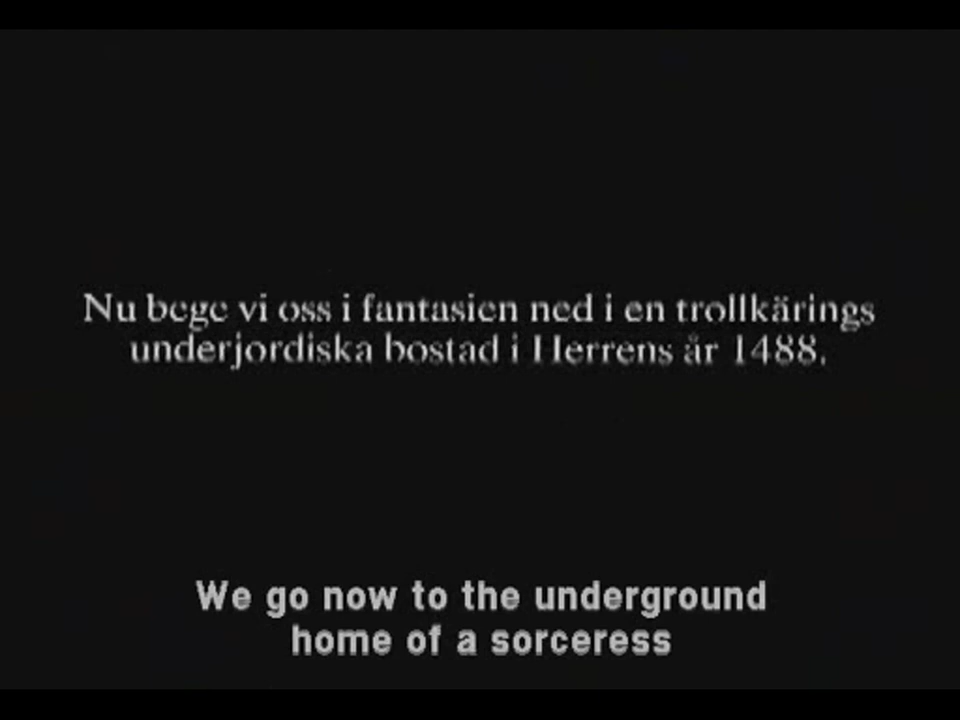 Nu bege vi oss i fantasien ned i en trollkärings
underjordiska bostad i Herrens år 1488.
We go now to the underground
home of a sorceress